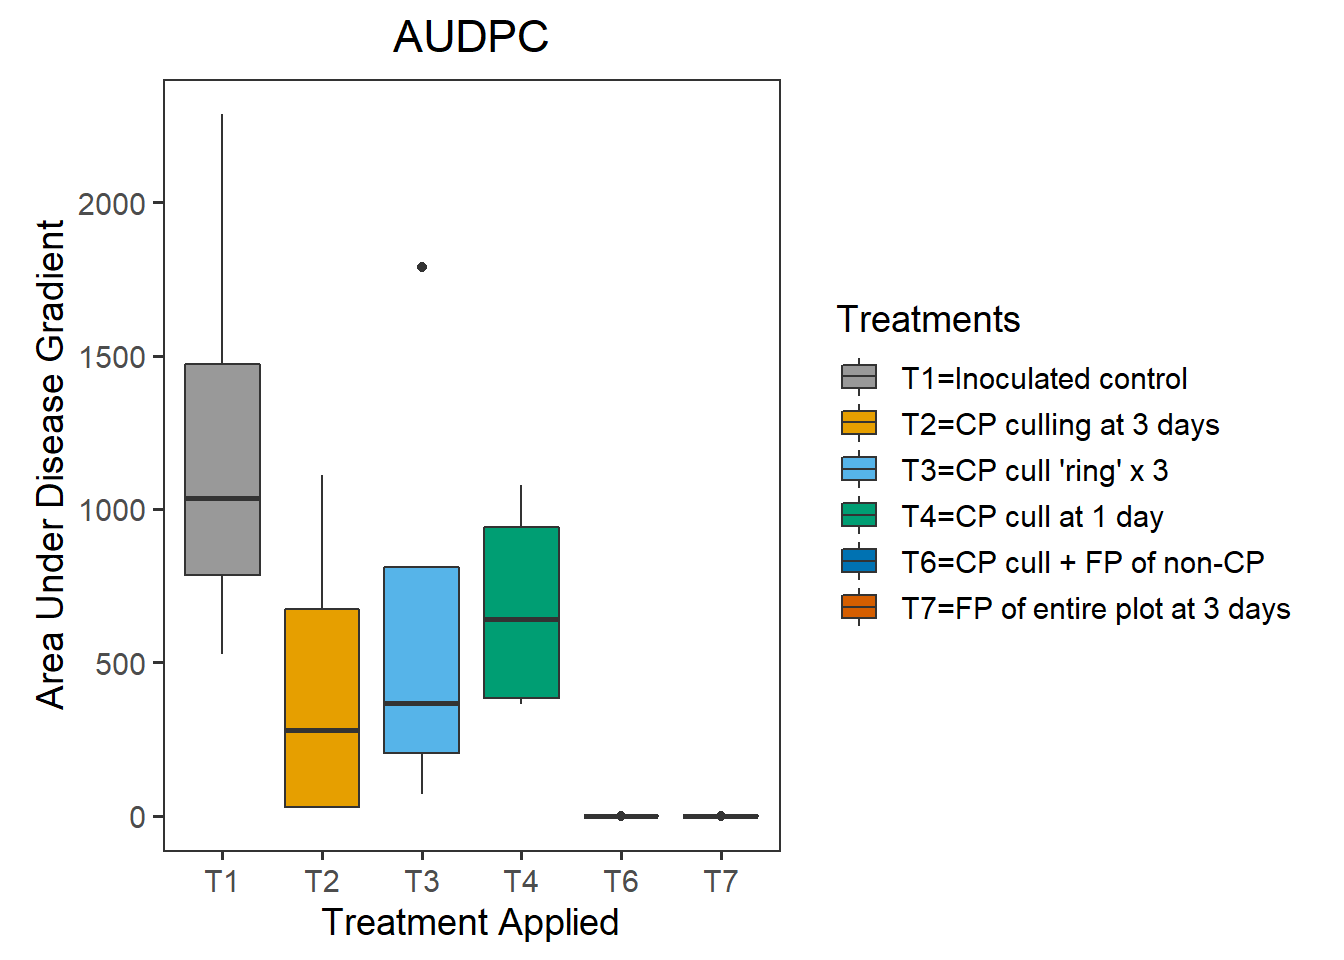 AUDPC
Area Under Disease Gradient
2000
1500
1000
500
0
T1 T2 T3 T4 T6 T7
Treatment Applied
Treatments
T1=Inoculated control
T2=CP culling at 3 days
T3=CP cull 'ring' x 3
T4=CP cull at 1 day
T6=CP cull + FP of non-CP
T7=FP of entire plot at 3 days